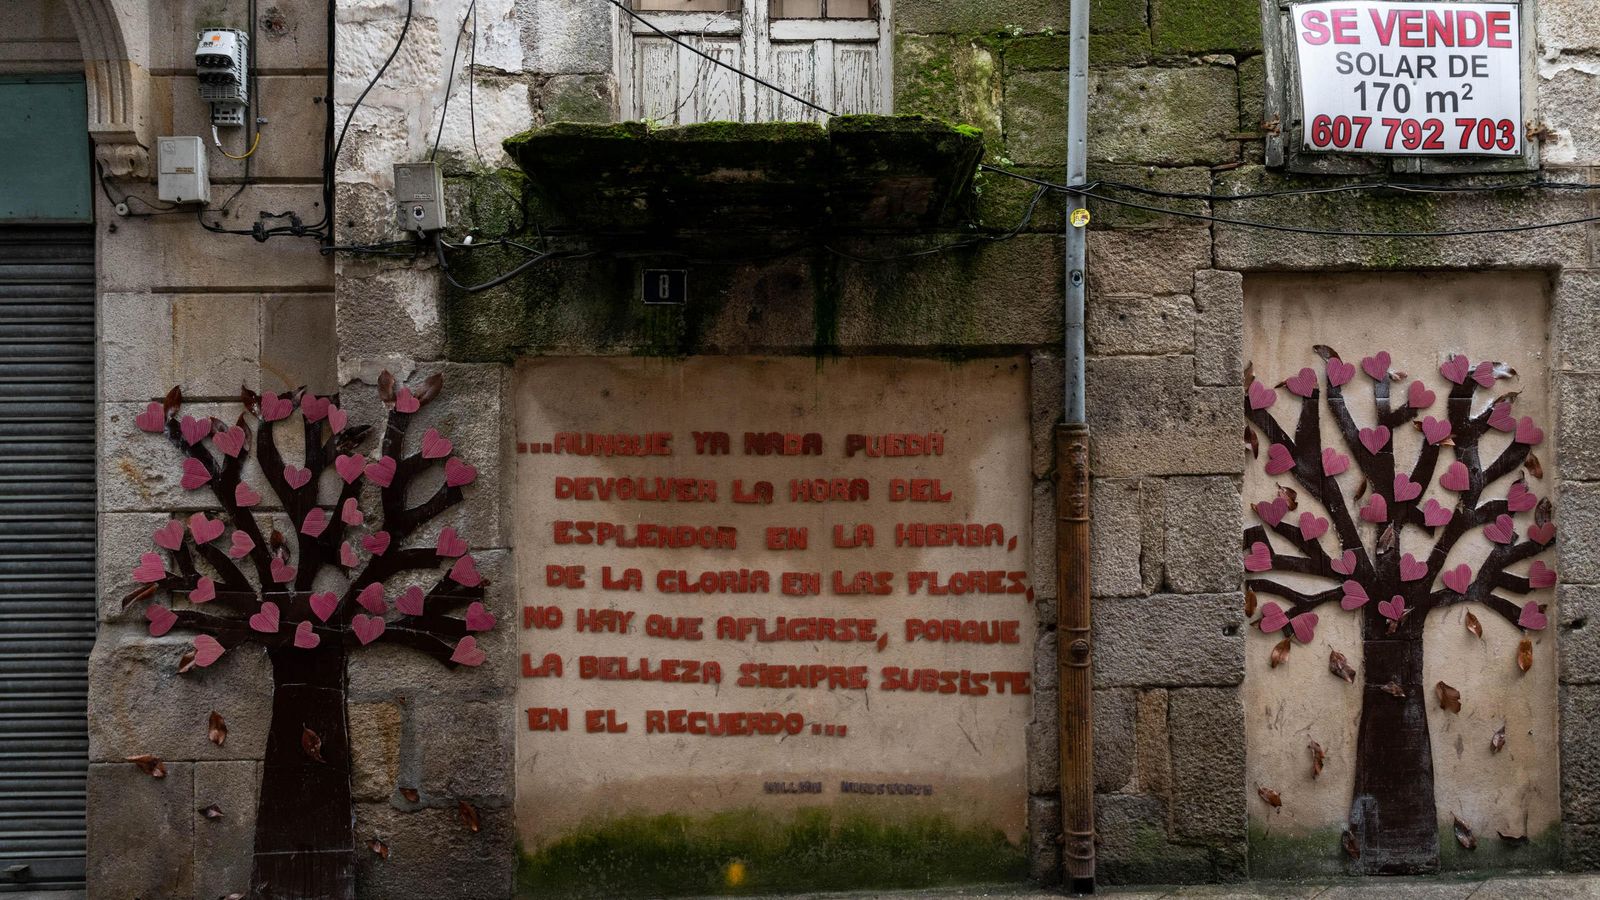 SE VENDE
SOLAR DE
170 m²
607 792 703
8
...AUNQUE YA NADA PUEDA
DEVOLVER LA HORA DEL
ESPLENDOR EN LA HIERBA,
DE LA GLORIA EN LAS FLORES,
NO HAY QUE AFLIGIRSE, PORQUE
LA BELLEZA SIEMPRE SUBSISTE
EN EL RECUERDO...
WILLIAM WORDSWORTH